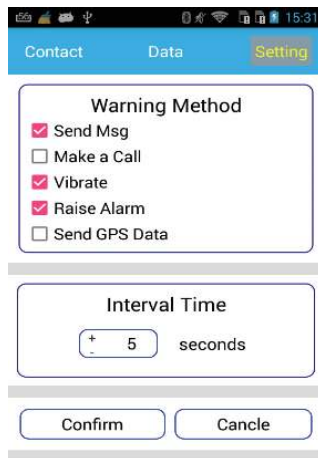 15:31
Contact Data Setting
Warning Method
Send Msg
Make a Call
Vibrate
Raise Alarm
Send GPS Data
Interval Time
+
-
5 seconds
Confirm Cancle